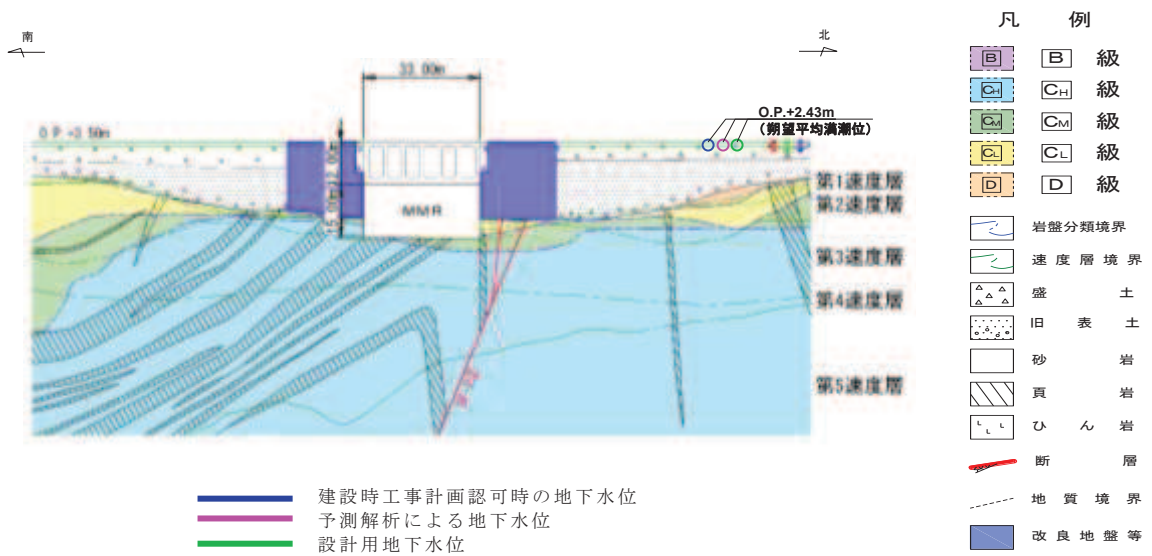 南
北
33.00m
O.P.+2.43m
(朔望平均満潮位)
O.P.+3.50m
MMR
第1速度層
第2速度層
第3速度層
第4速度層
第5速度層
建設時工事計画認可時の地下水位
予測解析による地下水位
設計用地下水位
凡 例
B B 級
CH CH 級
CM CM 級
CL CL 級
D D 級
岩盤分類境界
速度層境界
盛土
旧表土
砂岩
頁岩
ひん岩
断層
地質境界
改良地盤等